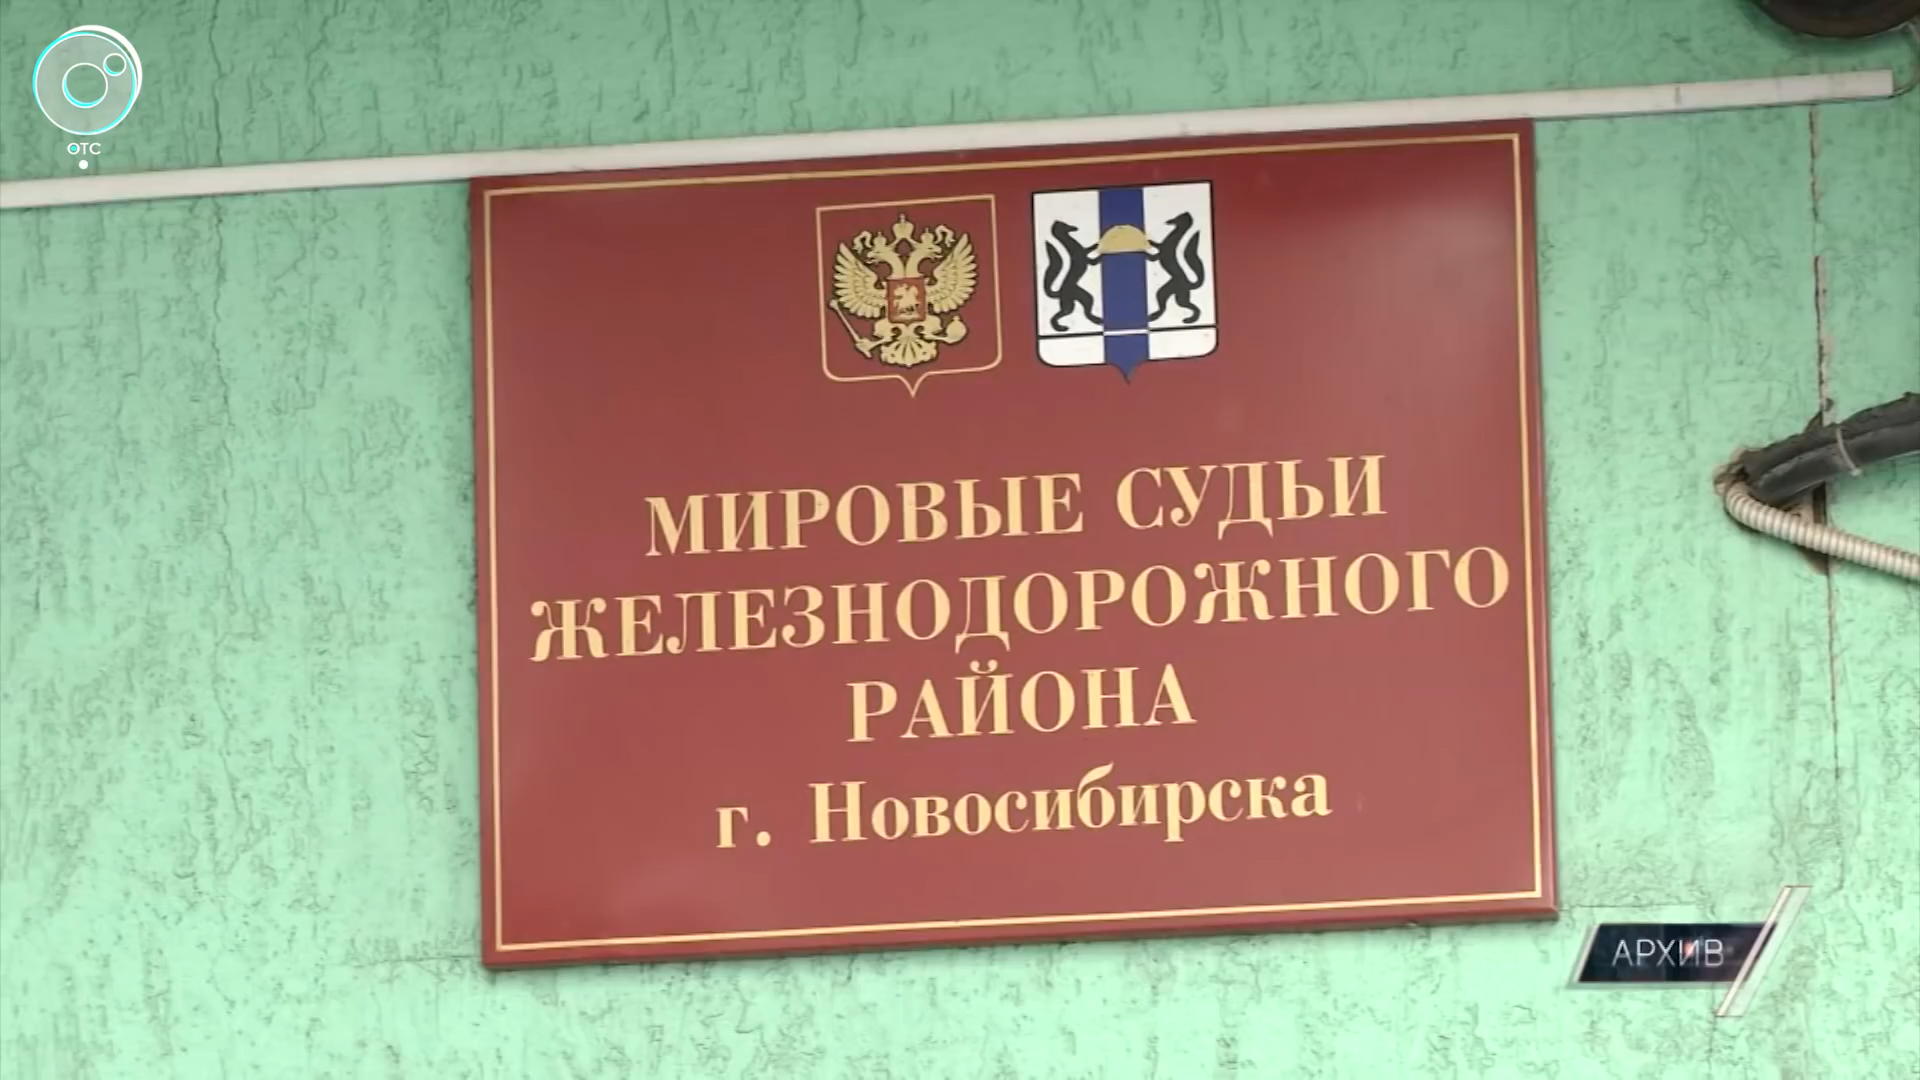 ОТС
МИРОВЫЕ СУДЬИ
ЖЕЛЕЗНОДОРОЖНОГО
РАЙОНА
г. Новосибирска
АРХИВ